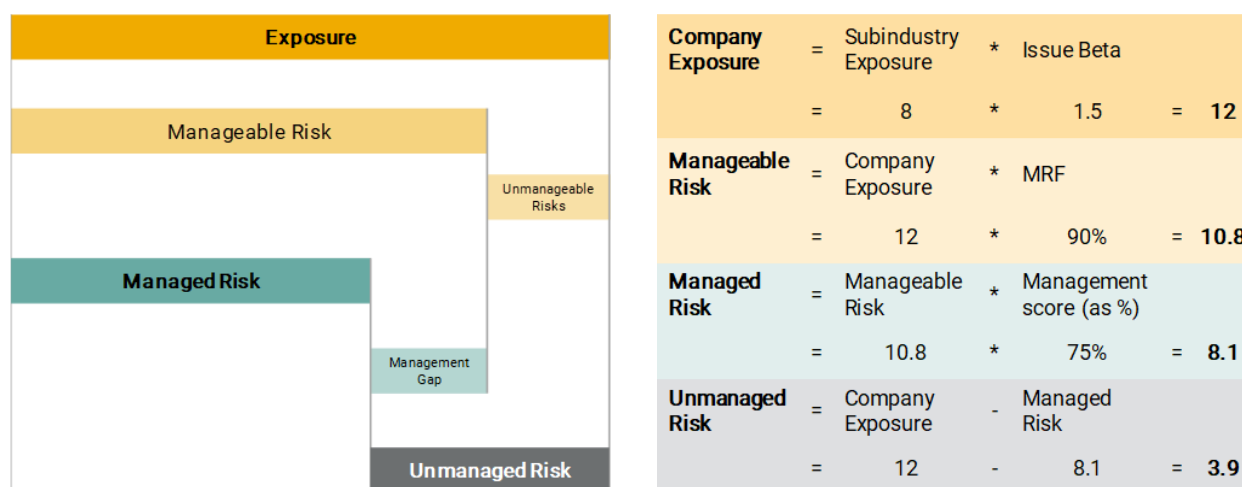 Exposure
Manageable Risk
Unmanageable
Risks
Managed Risk
Management
Gap
Unmanaged Risk
Company Exposure = Subindustry Exposure * Issue Beta
= 8 * 1.5 = 12
Manageable Risk = Company Exposure * MRF
= 12 * 90% = 10.8
Managed Risk = Manageable Risk * Management score (as %)
= 10.8 * 75% = 8.1
Unmanaged Risk = Company Exposure - Managed Risk
= 12 - 8.1 = 3.9